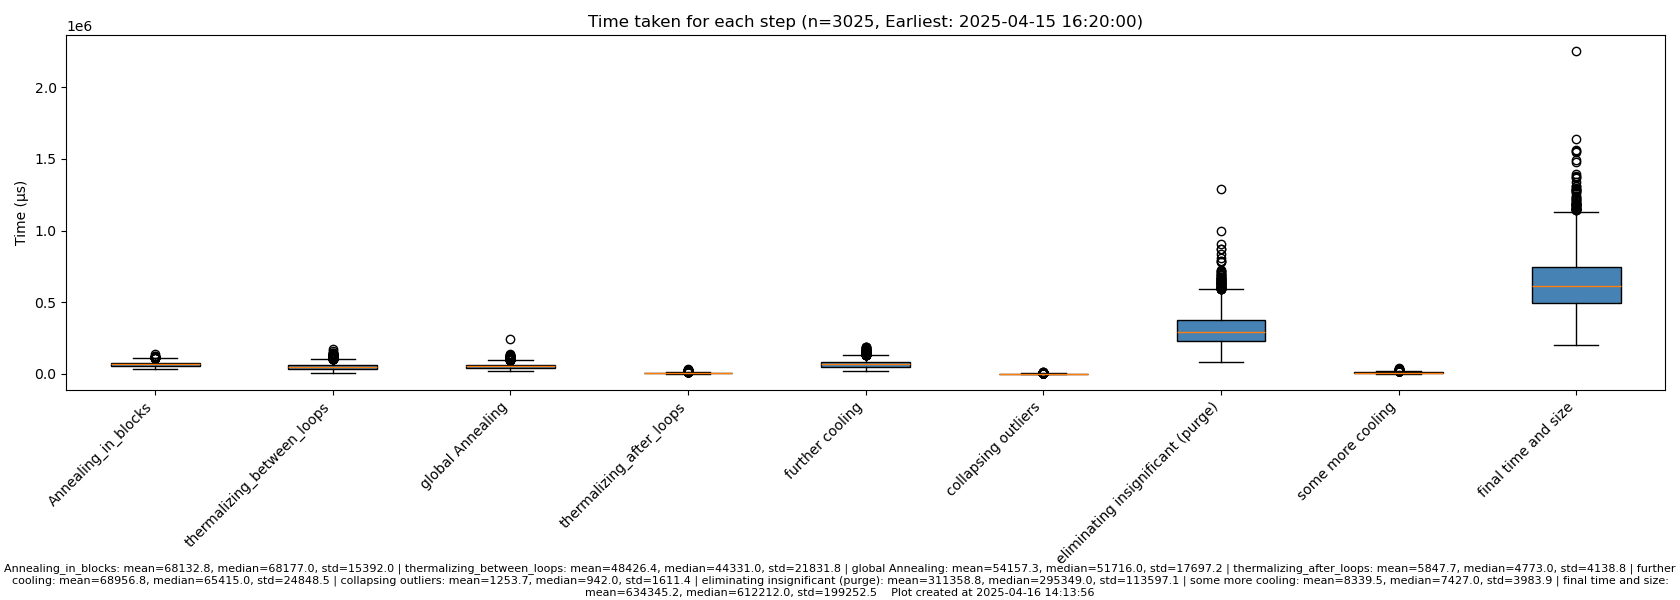 Time taken for each step (n=3025, Earliest: 2025-04-15 16:20:00)
1e6
2.0
1.5
1.0
0.5
0.0
Time (µs)
Annealing_in_blocks
thermalizing_between_loops
global Annealing
thermalizing_after_loops
further cooling
collapsing outliers
eliminating insignificant (purge)
some more cooling
final time and size
Annealing_in_blocks: mean=68132.8, median=68177.0, std=15392.0 | thermalizing_between_loops: mean=48426.4, median=44331.0, std=21831.8 | global Annealing: mean=54157.3, median=51716.0, std=17697.2 | thermalizing_after_loops: mean=5847.7, median=4773.0, std=4138.8 | further
cooling: mean=68956.8, median=65415.0, std=24848.5 | collapsing outliers: mean=1253.7, median=942.0, std=1611.4 | eliminating insignificant (purge): mean=311358.8, median=295349.0, std=113597.1 | some more cooling: mean=8339.5, median=7427.0, std=3983.9 | final time and size:
mean=634345.2, median=612212.0, std=199252.5    Plot created at 2025-04-16 14:13:56